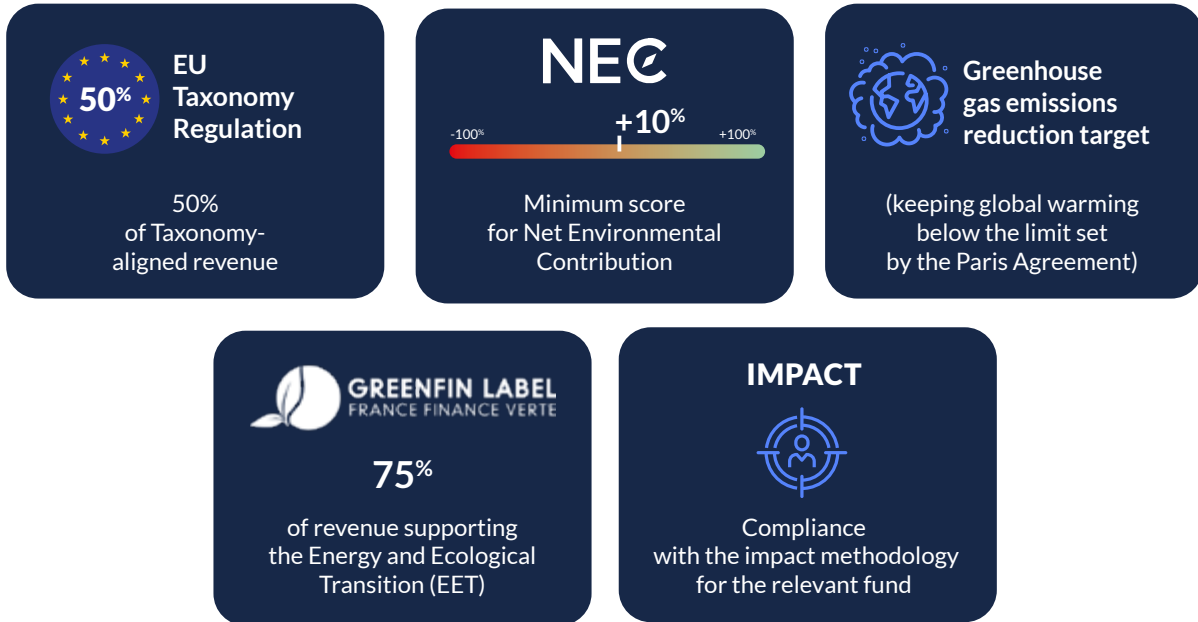 50%
EU
Taxonomy
Regulation
50%
of Taxonomy-
aligned revenue
NEC
+10%
-100%
+100%
Minimum score
for Net Environmental
Contribution
Greenhouse
gas emissions
reduction target
(keeping global warming
below the limit set
by the Paris Agreement)
GREENFIN LABEL
FRANCE FINANCE VERTE
75%
of revenue supporting
the Energy and Ecological
Transition (EET)
IMPACT
Compliance
with the impact methodology
for the relevant fund